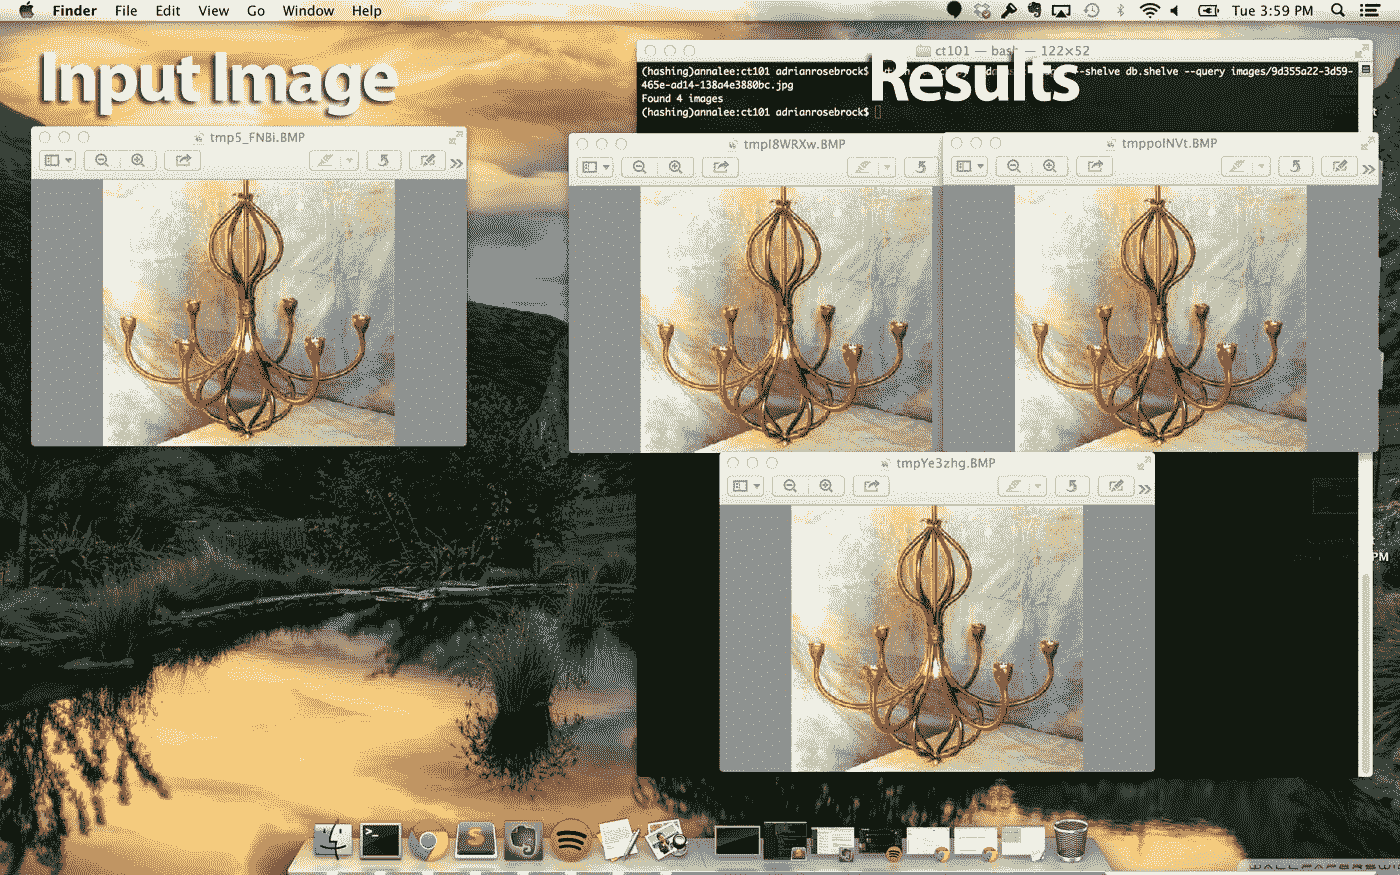 Finder File Edit View Go Window Help
Tue 3:59 PM
Input Image
Results
ct101 — bash — 122×52
(hashing)annalee:ct101 adrianrosebrock$ --shelve db.shelve --query images/9d355a22-3d59-
465e-ad14-138a4e3880bc.jpg
Found 4 images
(hashing)annalee:ct101 adrianrosebrock$
tmp5_FNBi.BMP
tmpI8WRXw.BMP
tmppoINVt.BMP
tmpYe3zhg.BMP
PM